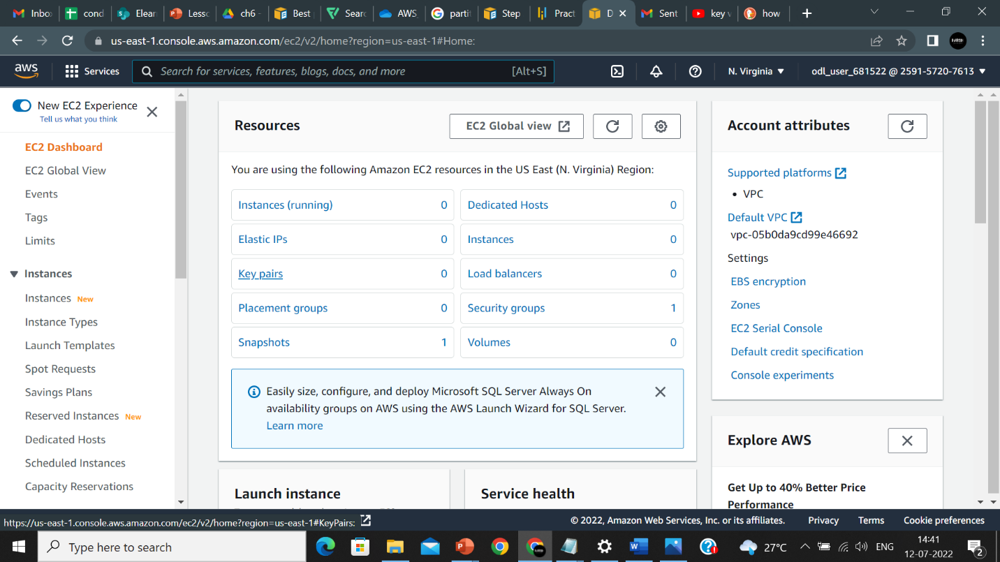 Inbo
cond
Elear
Lesso
ch6 -
Best
Searc
AWS
partit
Step
Pract
D
Sent
key v
how
us-east-1.console.aws.amazon.com/ec2/v2/home?region=us-east-1#Home:
aws
Services
Search for services, features, blogs, docs, and more [Alt+S]
N. Virginia
odl_user_681522 @ 2591-5720-7613
New EC2 Experience
Tell us what you think
EC2 Dashboard
EC2 Global View
Events
Tags
Limits
Instances
Instances New
Instance Types
Launch Templates
Spot Requests
Savings Plans
Reserved Instances New
Dedicated Hosts
Scheduled Instances
Capacity Reservations
Resources
EC2 Global view
You are using the following Amazon EC2 resources in the US East (N. Virginia) Region:
Instances (running) 0
Dedicated Hosts 0
Elastic IPs 0
Instances 0
Key pairs 0
Load balancers 0
Placement groups 0
Security groups 1
Snapshots 1
Volumes 0
Easily size, configure, and deploy Microsoft SQL Server Always On
availability groups on AWS using the AWS Launch Wizard for SQL Server.
Learn more
Launch instance
Service health
Account attributes
Supported platforms
• VPC
Default VPC
vpc-05b0da9cd99e46692
Settings
EBS encryption
Zones
EC2 Serial Console
Default credit specification
Console experiments
Explore AWS
Get Up to 40% Better Price
Performance
https://us-east-1.console.aws.amazon.com/ec2/v2/home?region=us-east-1#KeyPairs:
© 2022, Amazon Web Services, Inc. or its affiliates.
Privacy
Terms
Cookie preferences
Type here to search
27°C
ENG
14:41
12-07-2022
2